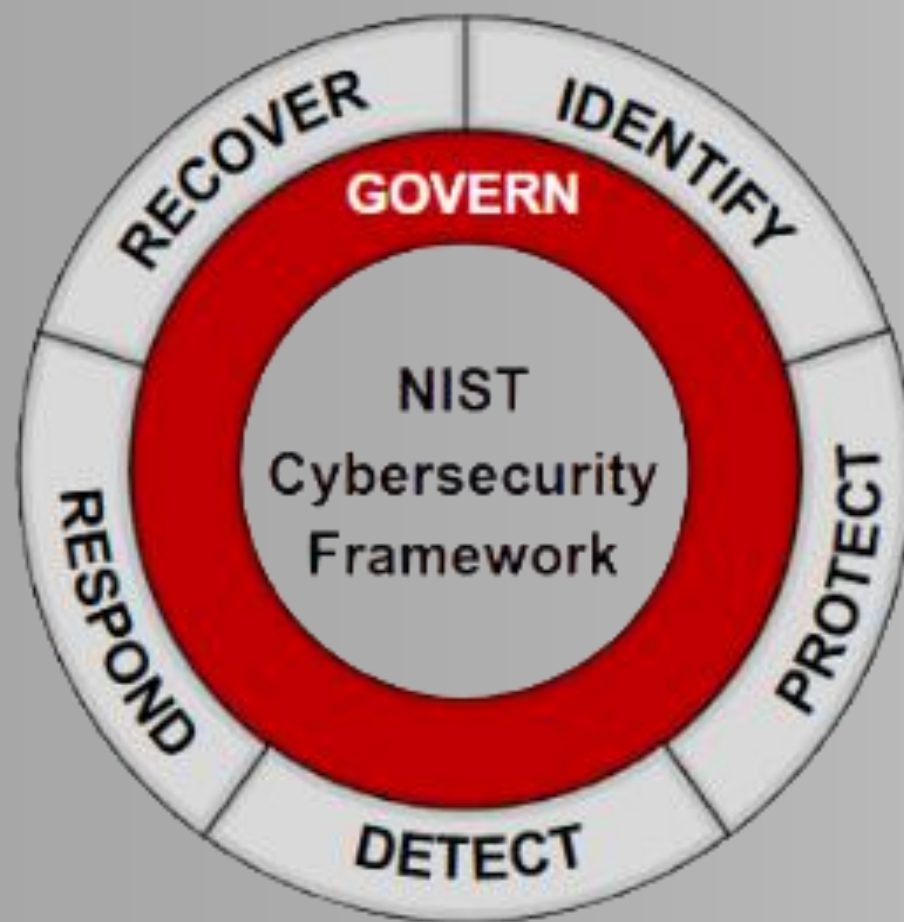 RECOVER
IDENTIFY
GOVERN
NIST
Cybersecurity
Framework
RESPOND
PROTECT
DETECT